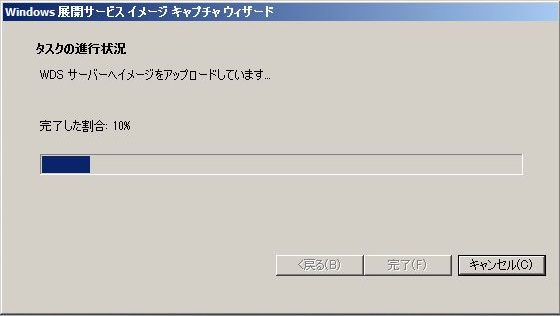 Windows 展開サービス イメージ キャプチャ ウィザード
タスクの進行状況
WDS サーバーへイメージをアップロードしています...
完了した割合: 10%
<戻る(B)
完了(F)
キャンセル(C)